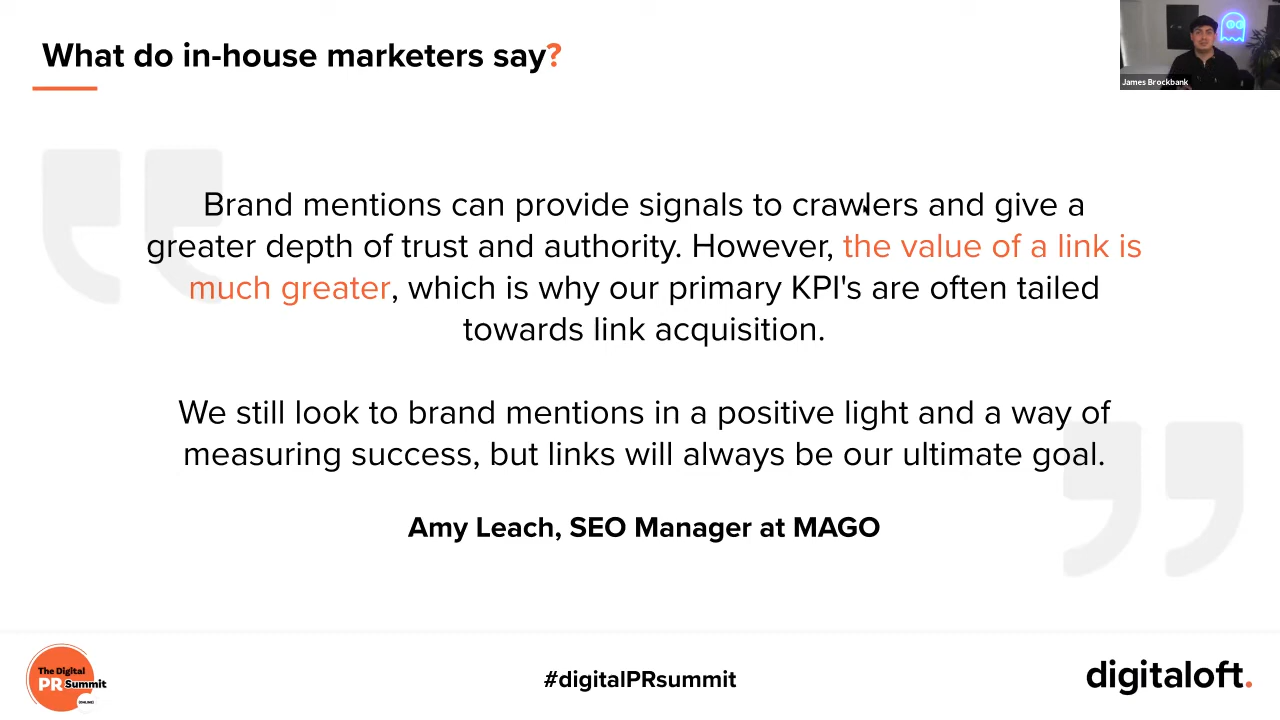 What do in-house marketers say?
James Brockbank
Brand mentions can provide signals to crawlers and give a
greater depth of trust and authority. However, the value of a link is
much greater, which is why our primary KPI's are often tailed
towards link acquisition.
We still look to brand mentions in a positive light and a way of
measuring success, but links will always be our ultimate goal.
Amy Leach, SEO Manager at MAGO
The Digital
PR Summit
(ONLINE)
#digitalPRsummit
digitaloft.